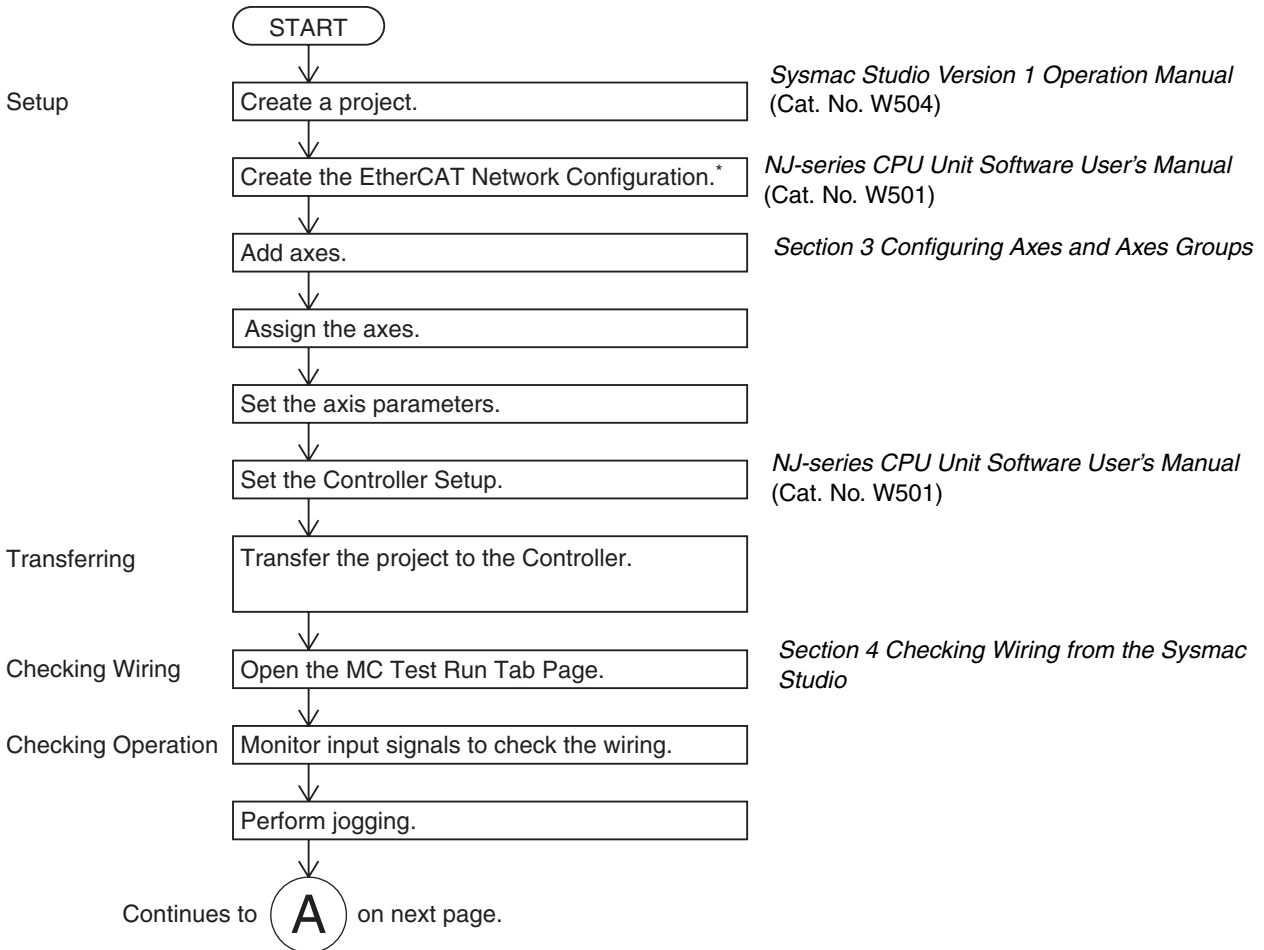 START
Setup
Create a project.
Sysmac Studio Version 1 Operation Manual
(Cat. No. W504)
Create the EtherCAT Network Configuration.*
NJ-series CPU Unit Software User's Manual
(Cat. No. W501)
Add axes.
Section 3 Configuring Axes and Axes Groups
Assign the axes.
Set the axis parameters.
Set the Controller Setup.
NJ-series CPU Unit Software User's Manual
(Cat. No. W501)
Transferring
Transfer the project to the Controller.
Checking Wiring
Open the MC Test Run Tab Page.
Section 4 Checking Wiring from the Sysmac
Studio
Checking Operation
Monitor input signals to check the wiring.
Perform jogging.
Continues to A on next page.